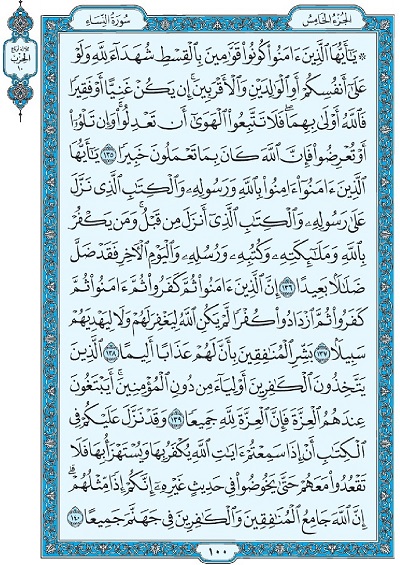 الجزء الخامس
سورة النساء
ثلاثة أرباع
الحزب
١٠
۞ يَٰٓأَيُّهَا ٱلَّذِينَ ءَامَنُوا۟ كُونُوا۟ قَوَّٰمِينَ بِٱلْقِسْطِ شُهَدَآءَ لِلَّهِ وَلَوْ
عَلَىٰٓ أَنفُسِكُمْ أَوِ ٱلْوَٰلِدَيْنِ وَٱلْأَقْرَبِينَ ۚ إِن يَكُنْ غَنِيًّا أَوْ فَقِيرًا
فَٱللَّهُ أَوْلَىٰ بِهِمَا ۖ فَلَا تَتَّبِعُوا۟ ٱلْهَوَىٰٓ أَن تَعْدِلُوا۟ ۚ وَإِن تَلْوُۥٓا۟
أَوْ تُعْرِضُوا۟ فَإِنَّ ٱللَّهَ كَانَ بِمَا تَعْمَلُونَ خَبِيرًا ١٣٥ يَٰٓأَيُّهَا
ٱلَّذِينَ ءَامَنُوٓا۟ ءَامِنُوا۟ بِٱللَّهِ وَرَسُولِهِۦ وَٱلْكِتَٰبِ ٱلَّذِى نَزَّلَ
عَلَىٰ رَسُولِهِۦ وَٱلْكِتَٰبِ ٱلَّذِىٓ أَنزَلَ مِن قَبْلُ ۚ وَمَن يَكْفُرْ
بِٱللَّهِ وَمَلَٰٓئِكَتِهِۦ وَكُتُبِهِۦ وَرُسُلِهِۦ وَٱلْيَوْمِ ٱلْءَاخِرِ فَقَدْ ضَلَّ
ضَلَٰلًۢا بَعِيدًا ١٣٦ إِنَّ ٱلَّذِينَ ءَامَنُوا۟ ثُمَّ كَفَرُوا۟ ثُمَّ ءَامَنُوا۟ ثُمَّ
كَفَرُوا۟ ثُمَّ ٱزْدَادُوا۟ كُفْرًا لَّمْ يَكُنِ ٱللَّهُ لِيَغْفِرَ لَهُمْ وَلَا لِيَهْدِيَهُمْ
سَبِيلًۢا ١٣٧ بَشِّرِ ٱلْمُنَٰفِقِينَ بِأَنَّ لَهُمْ عَذَابًا أَلِيمًا ١٣٨ ٱلَّذِينَ
يَتَّخِذُونَ ٱلْكَٰفِرِينَ أَوْلِيَآءَ مِن دُونِ ٱلْمُؤْمِنِينَ ۚ أَيَبْتَغُونَ
عِندَهُمُ ٱلْعِزَّةَ فَإِنَّ ٱلْعِزَّةَ لِلَّهِ جَمِيعًا ١٣٩ وَقَدْ نَزَّلَ عَلَيْكُمْ فِى
ٱلْكِتَٰبِ أَنْ إِذَا سَمِعْتُمْ ءَايَٰتِ ٱللَّهِ يُكْفَرُ بِهَا وَيُسْتَهْزَأُ بِهَا فَلَا
تَقْعُدُوا۟ مَعَهُمْ حَتَّىٰ يَخُوضُوا۟ فِى حَدِيثٍ غَيْرِهِۦٓ ۚ إِنَّكُمْ إِذًا مِّثْلُهُمْ ۗ
إِنَّ ٱللَّهَ جَامِعُ ٱلْمُنَٰفِقِينَ وَٱلْكَٰفِرِينَ فِى جَهَنَّمَ جَمِيعًا ١٤٠
١٠٠